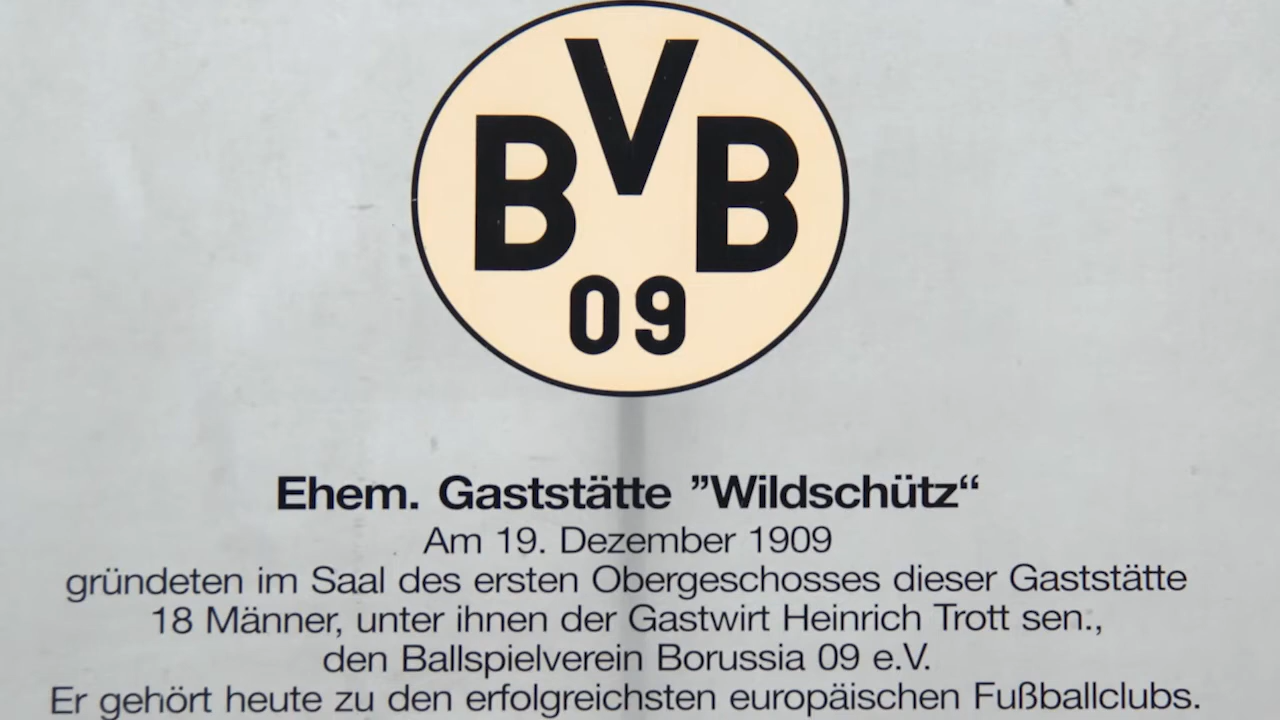 BVB
09
Ehem. Gaststätte ”Wildschütz“
Am 19. Dezember 1909
gründeten im Saal des ersten Obergeschosses dieser Gaststätte
18 Männer, unter ihnen der Gastwirt Heinrich Trott sen.,
den Ballspielverein Borussia 09 e.V.
Er gehört heute zu den erfolgreichsten europäischen Fußballclubs.